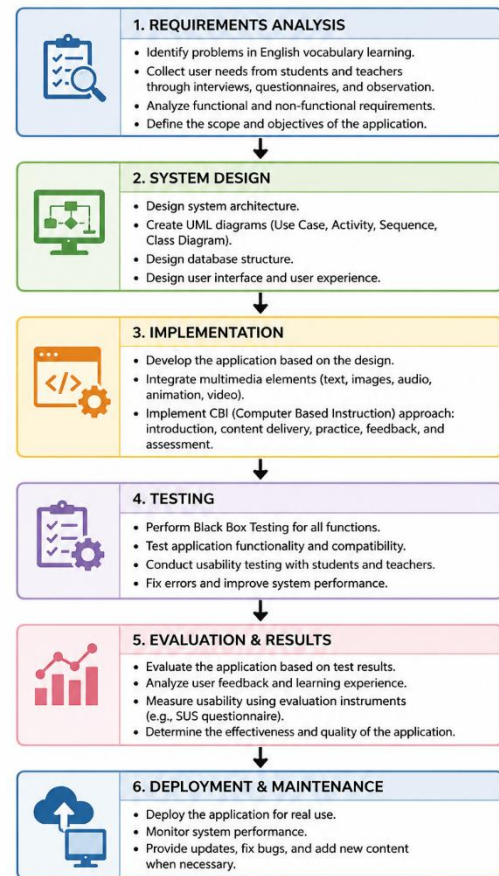 1. REQUIREMENTS ANALYSIS
• Identify problems in English vocabulary learning.
• Collect user needs from students and teachers
through interviews, questionnaires, and observation.
• Analyze functional and non-functional requirements.
• Define the scope and objectives of the application.
2. SYSTEM DESIGN
• Design system architecture.
• Create UML diagrams (Use Case, Activity, Sequence,
Class Diagram).
• Design database structure.
• Design user interface and user experience.
3. IMPLEMENTATION
• Develop the application based on the design.
• Integrate multimedia elements (text, images, audio,
animation, video).
• Implement CBI (Computer Based Instruction) approach:
introduction, content delivery, practice, feedback, and
assessment.
</>
4. TESTING
• Perform Black Box Testing for all functions.
• Test application functionality and compatibility.
• Conduct usability testing with students and teachers.
• Fix errors and improve system performance.
5. EVALUATION & RESULTS
• Evaluate the application based on test results.
• Analyze user feedback and learning experience.
• Measure usability using evaluation instruments
(e.g., SUS questionnaire).
• Determine the effectiveness and quality of the application.
6. DEPLOYMENT & MAINTENANCE
• Deploy the application for real use.
• Monitor system performance.
• Provide updates, fix bugs, and add new content
when necessary.